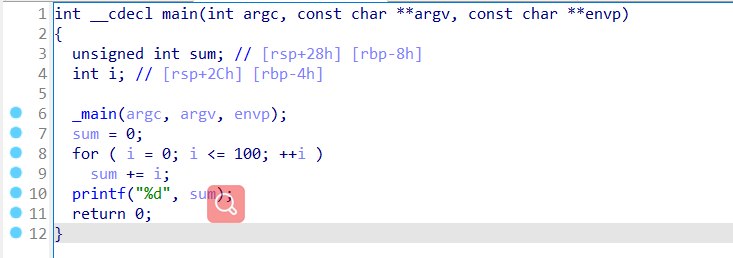 1 int __cdecl main(int argc, const char **argv, const char **envp)
2 {
3   unsigned int sum; // [rsp+28h] [rbp-8h]
4   int i; // [rsp+2Ch] [rbp-4h]
5
6   _main(argc, argv, envp);
7   sum = 0;
8   for ( i = 0; i <= 100; ++i )
9     sum += i;
10   printf("%d", sum);
11   return 0;
12 }